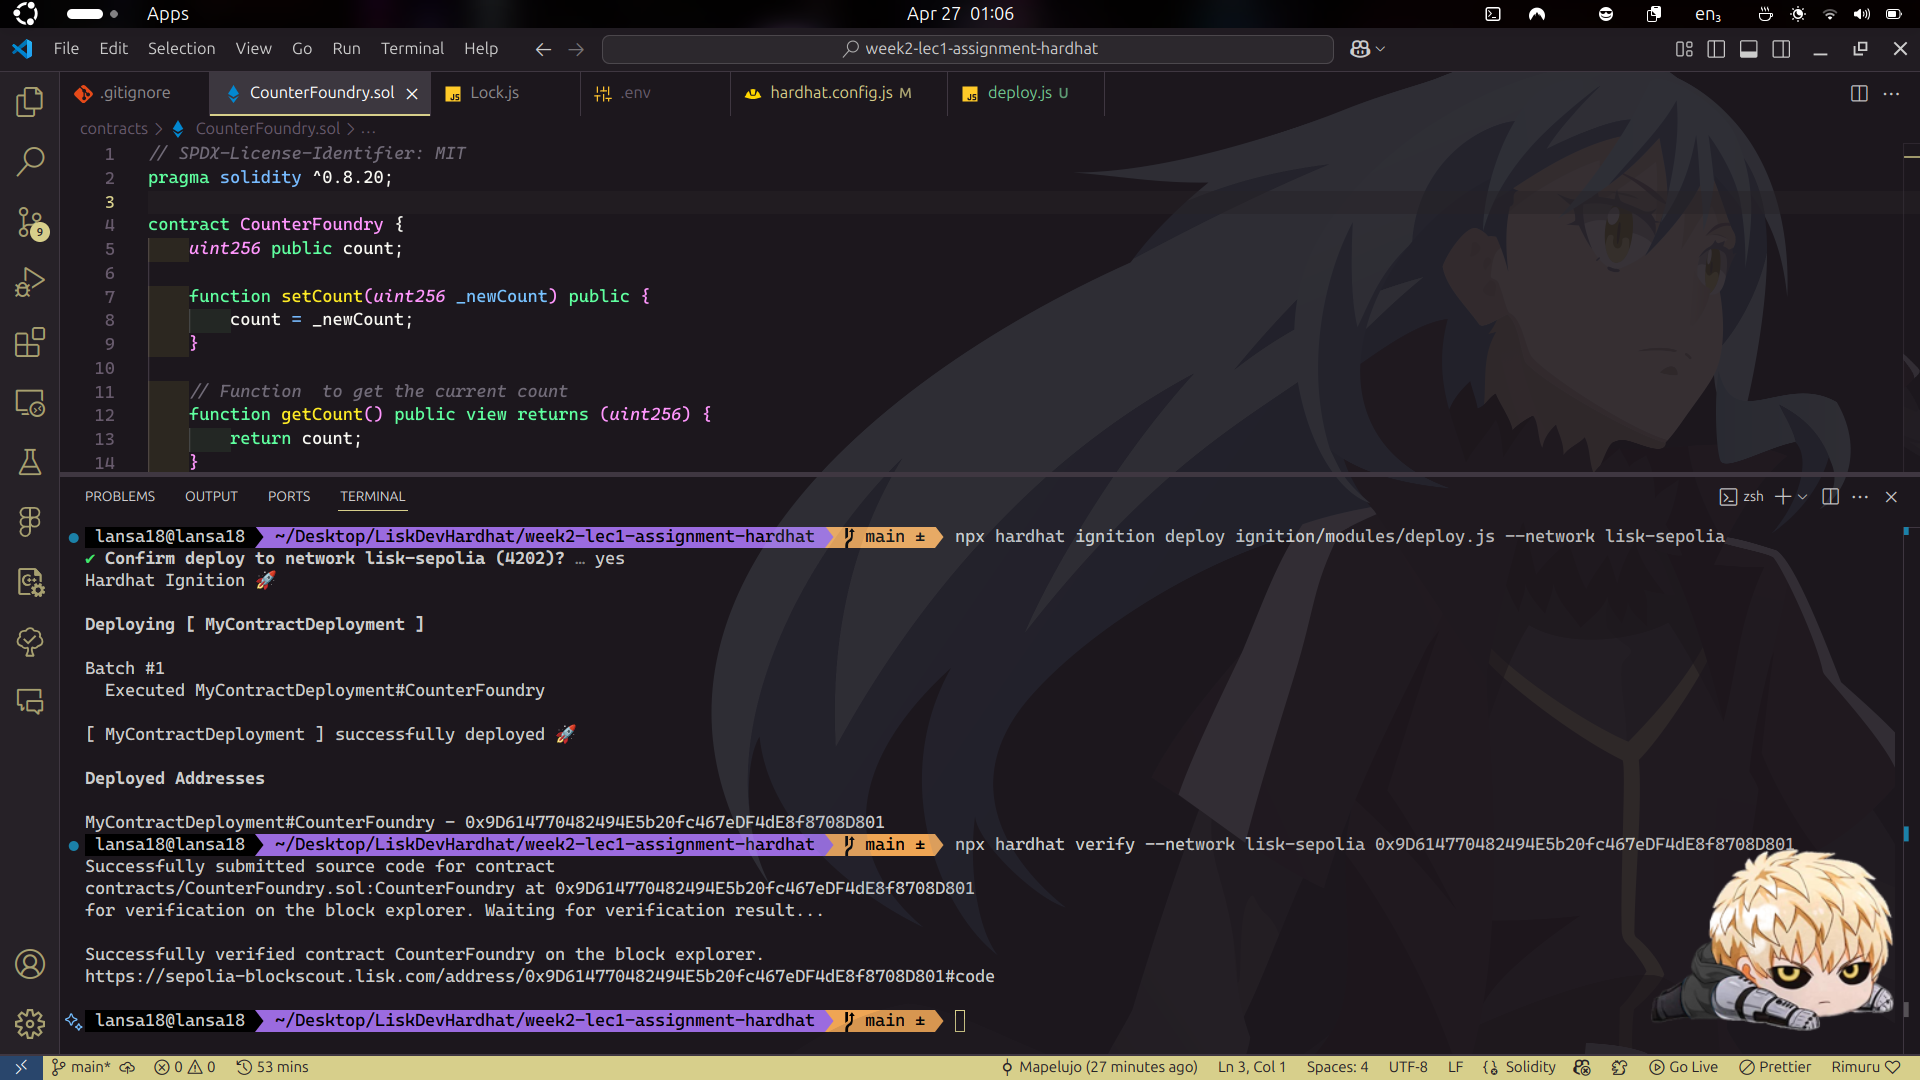 Apps
Apr 27 01:06
en₃
File Edit Selection View Go Run Terminal Help
week2-lec1-assignment-hardhat
.gitignore
CounterFoundry.sol
Lock.js
.env
hardhat.config.js M
deploy.js U
contracts > CounterFoundry.sol > ...
1 // SPDX-License-Identifier: MIT
2 pragma solidity ^0.8.20;
3
4 contract CounterFoundry {
5 uint256 public count;
6
7 function setCount(uint256 _newCount) public {
8 count = _newCount;
9 }
10
11 // Function  to get the current count
12 function getCount() public view returns (uint256) {
13 return count;
14 }
9
PROBLEMS OUTPUT PORTS TERMINAL
zsh
lansa18@lansa18 ~/Desktop/LiskDevHardhat/week2-lec1-assignment-hardhat main ± npx hardhat ignition deploy ignition/modules/deploy.js --network lisk-sepolia
✔ Confirm deploy to network lisk-sepolia (4202)? … yes
Hardhat Ignition 🚀
Deploying [ MyContractDeployment ]
Batch #1
Executed MyContractDeployment#CounterFoundry
[ MyContractDeployment ] successfully deployed 🚀
Deployed Addresses
MyContractDeployment#CounterFoundry - 0x9D614770482494E5b20fc467eDF4dE8f8708D801
lansa18@lansa18 ~/Desktop/LiskDevHardhat/week2-lec1-assignment-hardhat main ± npx hardhat verify --network lisk-sepolia 0x9D614770482494E5b20fc467eDF4dE8f8708D801
Successfully submitted source code for contract
contracts/CounterFoundry.sol:CounterFoundry at 0x9D614770482494E5b20fc467eDF4dE8f8708D801
for verification on the block explorer. Waiting for verification result...
Successfully verified contract CounterFoundry on the block explorer.
https://sepolia-blockscout.lisk.com/address/0x9D614770482494E5b20fc467eDF4dE8f8708D801#code
lansa18@lansa18 ~/Desktop/LiskDevHardhat/week2-lec1-assignment-hardhat main ±
main* 0 0 53 mins
Mapelujo (27 minutes ago) Ln 3, Col 1 Spaces: 4 UTF-8 LF Solidity Go Live Prettier Rimuru